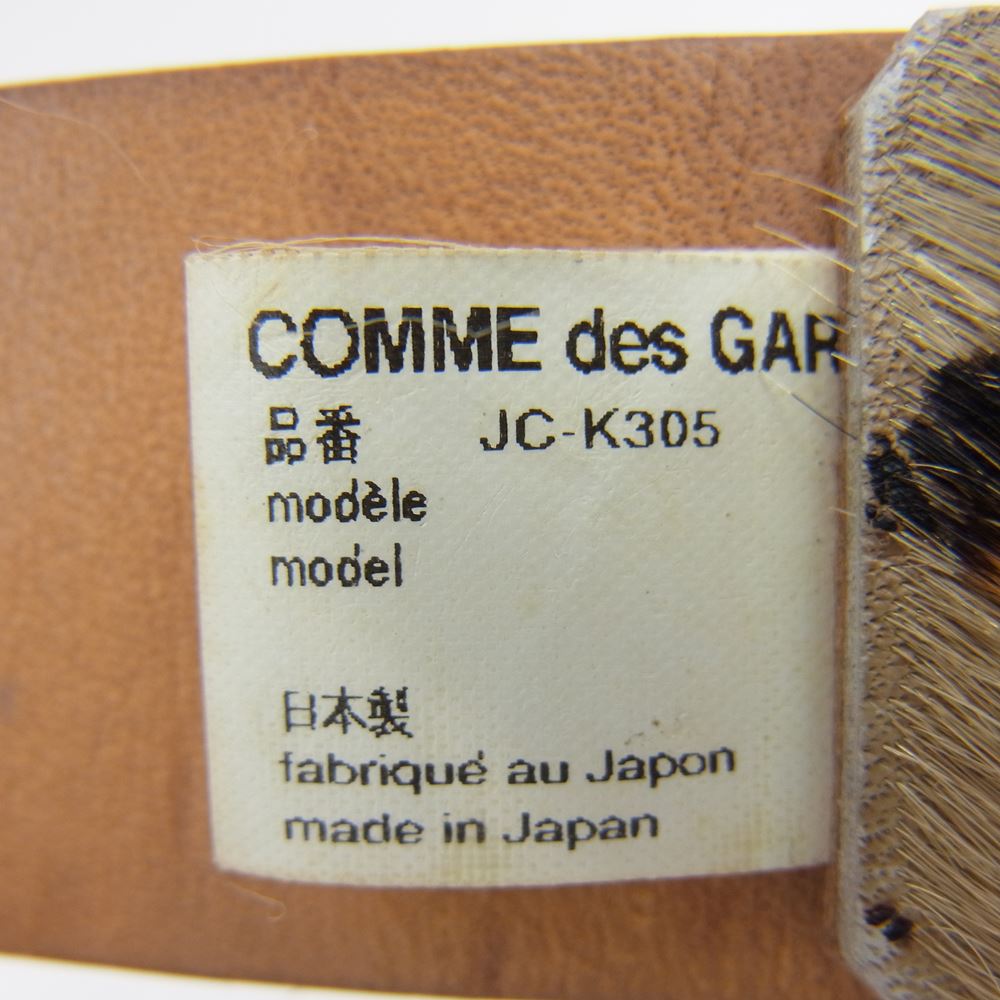 COMME des GAR
品番 JC-K305
modèle
model
日本製
fabriqué au Japon
made in Japan